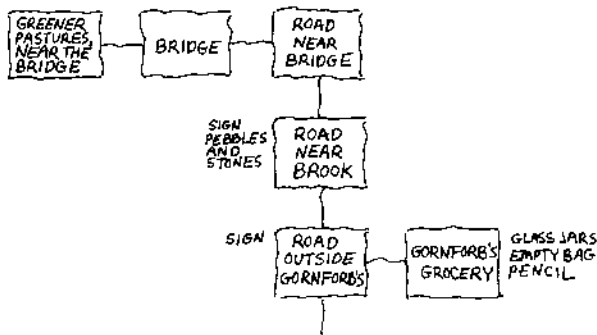 GREENER
PASTURES,
NEAR THE
BRIDGE
BRIDGE
ROAD
NEAR
BRIDGE
SIGN
PEBBLES
AND
STONES
ROAD
NEAR
BROOK
SIGN
ROAD
OUTSIDE
GORNFORB'S
GORNFORB'S
GROCERY
GLASS JARS
EMPTY BAG
PENCIL